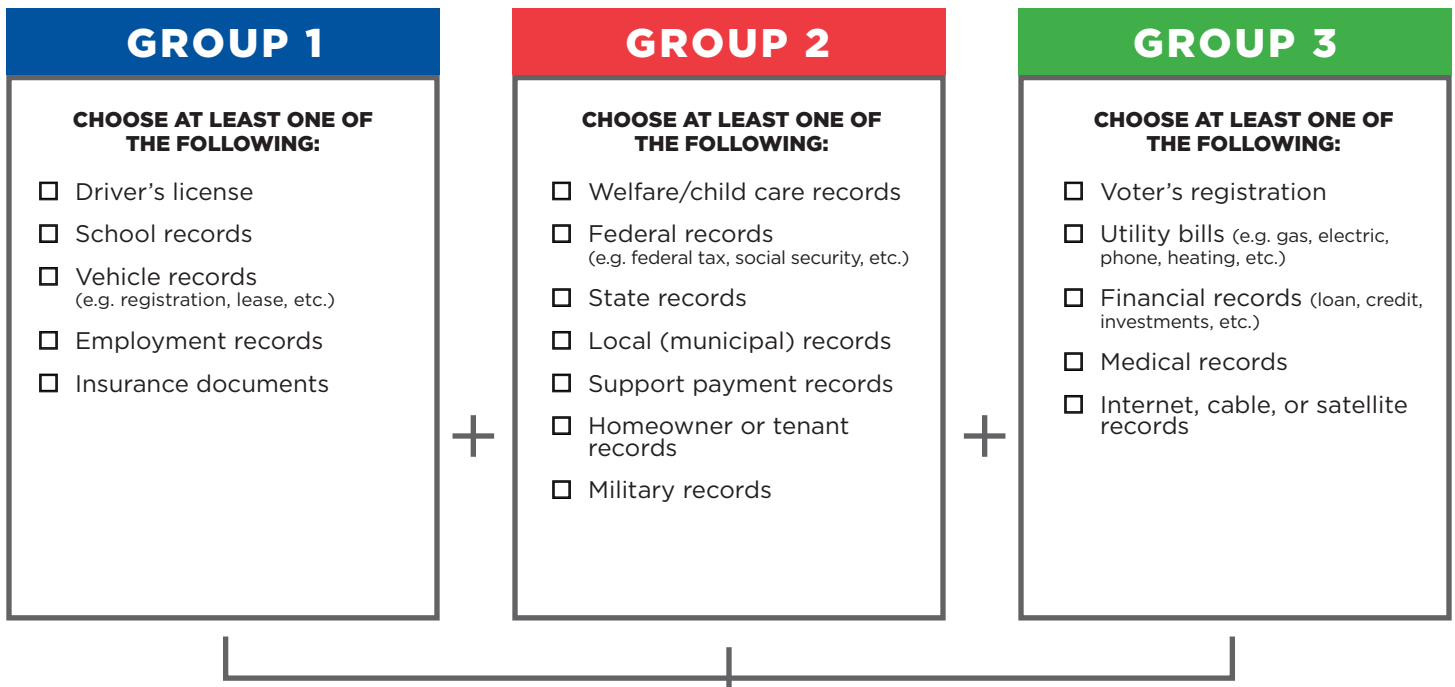 GROUP 1
CHOOSE AT LEAST ONE OF
THE FOLLOWING:
Driver's license
School records
Vehicle records
(e.g. registration, lease, etc.)
Employment records
Insurance documents
+
GROUP 2
CHOOSE AT LEAST ONE OF
THE FOLLOWING:
Welfare/child care records
Federal records
(e.g. federal tax, social security, etc.)
State records
Local (municipal) records
Support payment records
Homeowner or tenant
records
Military records
+
GROUP 3
CHOOSE AT LEAST ONE OF
THE FOLLOWING:
Voter's registration
Utility bills (e.g. gas, electric,
phone, heating, etc.)
Financial records (loan, credit,
investments, etc.)
Medical records
Internet, cable, or satellite
records